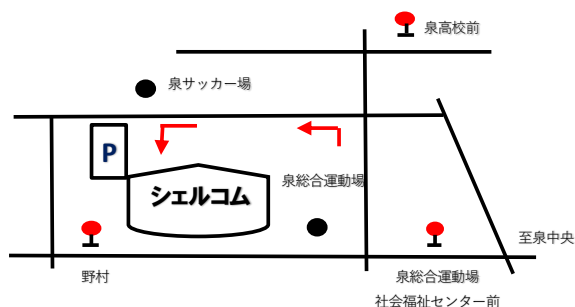 泉高校前
泉サッカー場
P
シェルコム
泉総合運動場
至泉中央
野村
泉総合運動場
社会福祉センター前